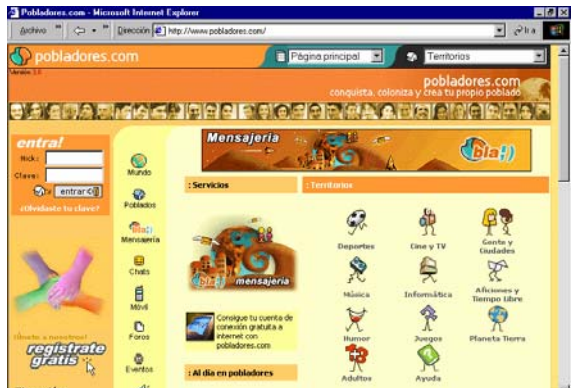 Pobladores.com - Microsoft Internet Explorer
Archivo
Dirección
http://www.pobladores.com/
Ir a
pobladores.com
Página principal
Territorios
Versión 1.0
pobladores.com
conquista, coloniza y crea tu propio poblado
entra!
Nick:
Clave:
entrar
¿Olvidaste tu clave?
¡Únete a nosotros!
regístrate
gratis
Mundo
Poblados
Mensajería
Chats
Móvil
Foros
Eventos
Mensajería
¡bla!:)
: Servicios
: Territorios
¡bla!
mensajería
Consigue tu cuenta de
conexión gratuita a
internet con
pobladores.com
: Al día en pobladores
Deportes
Cine y TV
Gente y
Ciudades
Música
Informática
Aficiones y
Tiempo Libre
Humor
Juegos
Planeta Tierra
Adultos
Ayuda